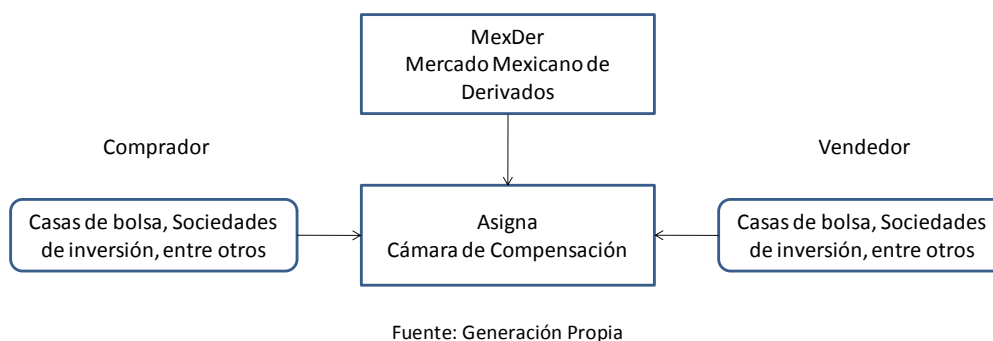 MexDer
Mercado Mexicano de
Derivados
Comprador
Vendedor
Casas de bolsa, Sociedades
de inversión, entre otros
Asigna
Cámara de Compensación
Casas de bolsa, Sociedades
de inversión, entre otros
Fuente: Generación Propia